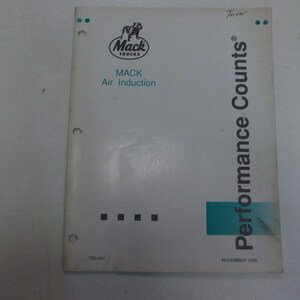 Mack
TRUCKS
MACK
Air Induction
Performance Counts®
NOVEMBER 1995